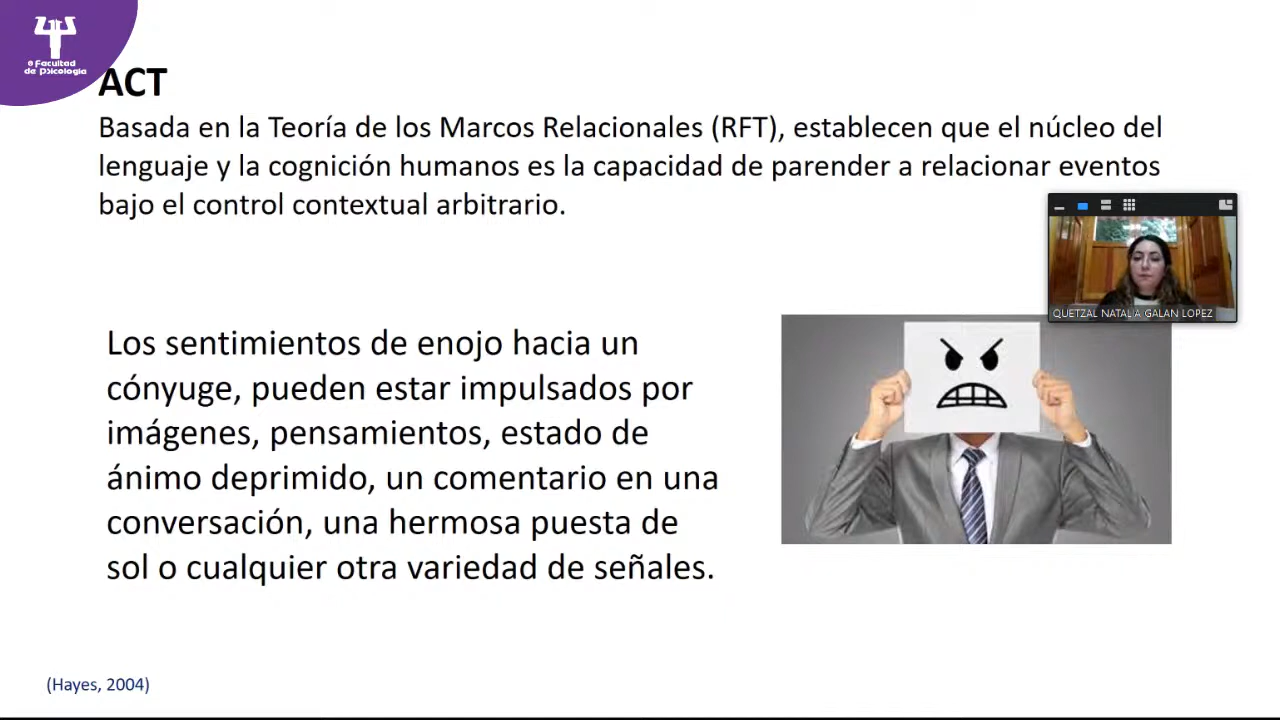 Facultad
de Psicología
ACT
Basada en la Teoría de los Marcos Relacionales (RFT), establecen que el núcleo del
lenguaje y la cognición humanos es la capacidad de parender a relacionar eventos
bajo el control contextual arbitrario.
QUETZAL NATALIA GALAN LOPEZ
Los sentimientos de enojo hacia un
cónyuge, pueden estar impulsados por
imágenes, pensamientos, estado de
ánimo deprimido, un comentario en una
conversación, una hermosa puesta de
sol o cualquier otra variedad de señales.
(Hayes, 2004)